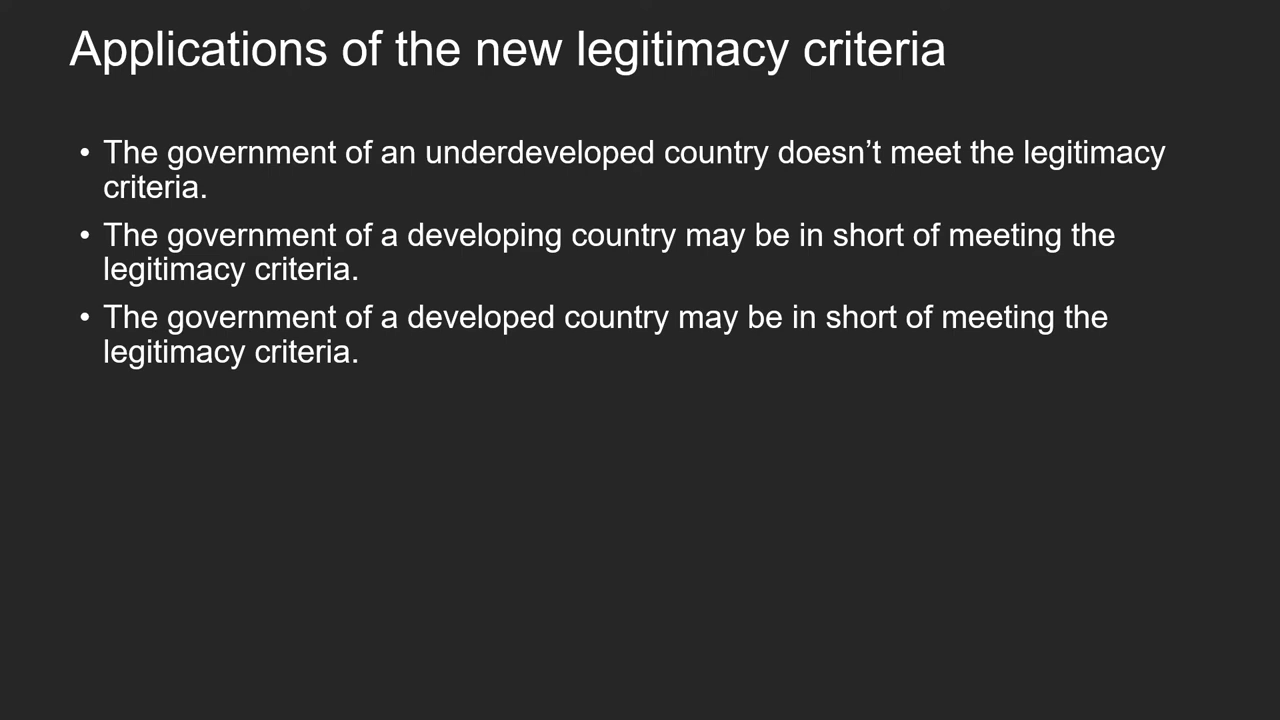 Applications of the new legitimacy criteria
• The government of an underdeveloped country doesn’t meet the legitimacy
criteria.
• The government of a developing country may be in short of meeting the
legitimacy criteria.
• The government of a developed country may be in short of meeting the
legitimacy criteria.